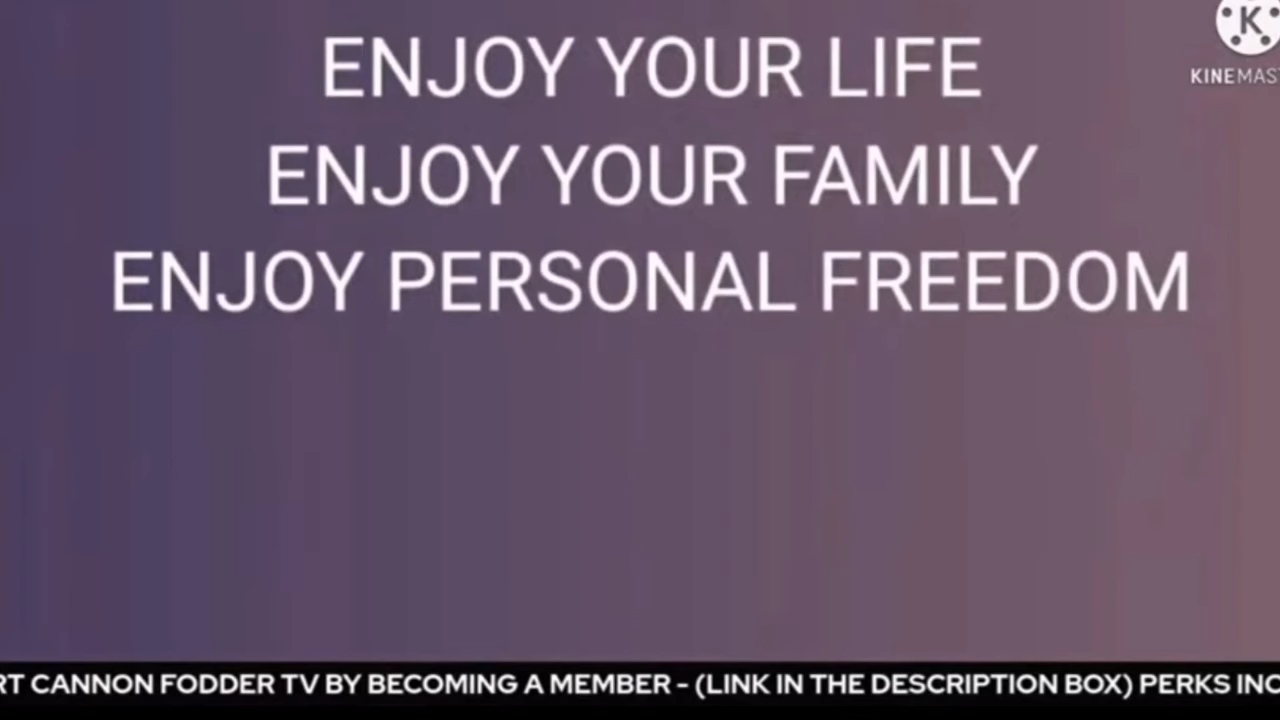 ENJOY YOUR LIFE
ENJOY YOUR FAMILY
ENJOY PERSONAL FREEDOM
K
KINEMAS
RT CANNON FODDER TV BY BECOMING A MEMBER - (LINK IN THE DESCRIPTION BOX) PERKS INC